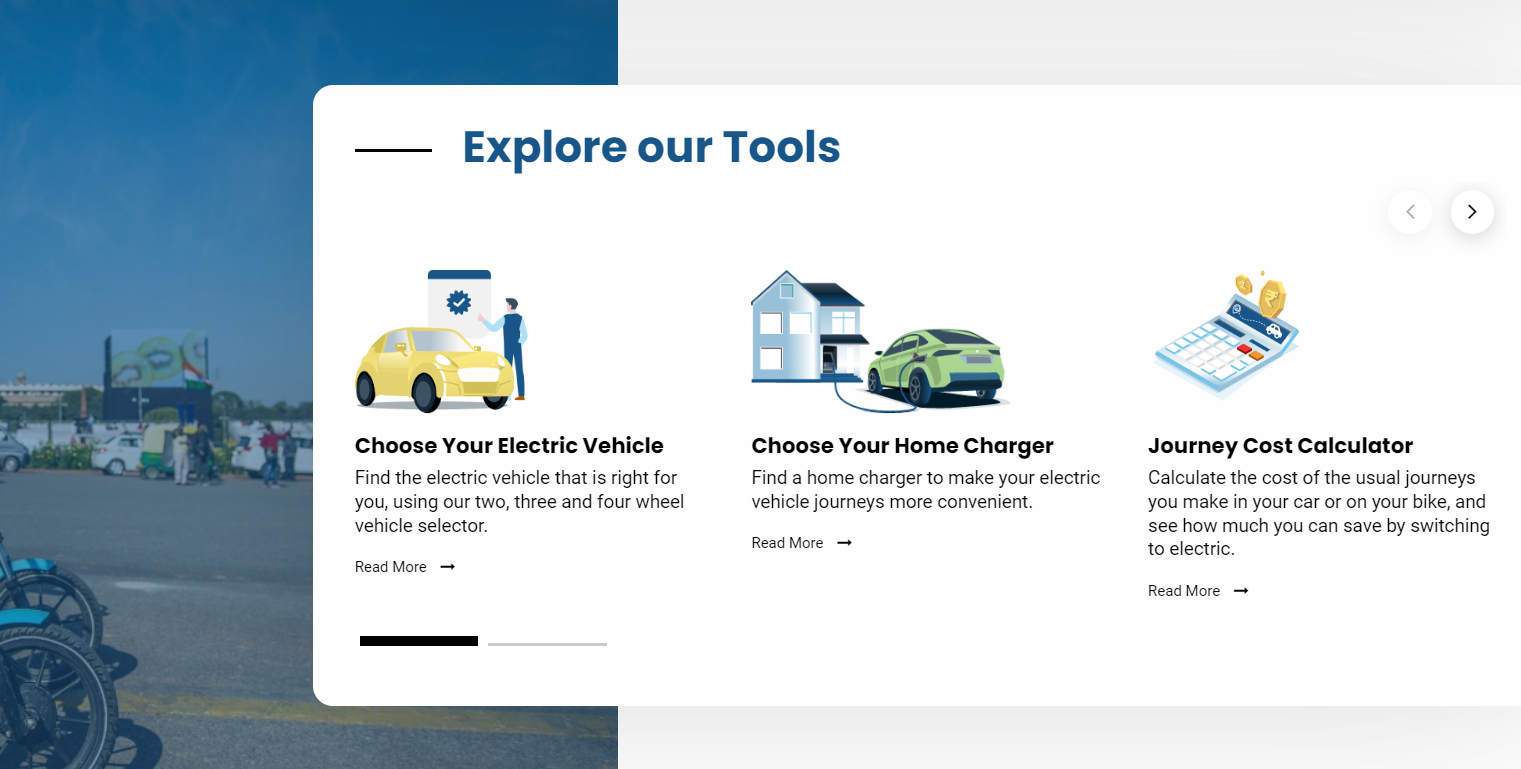 Explore our Tools
Choose Your Electric Vehicle
Find the electric vehicle that is right for
you, using our two, three and four wheel
vehicle selector.
Read More
Choose Your Home Charger
Find a home charger to make your electric
vehicle journeys more convenient.
Read More
Journey Cost Calculator
Calculate the cost of the usual journeys
you make in your car or on your bike, and
see how much you can save by switching
to electric.
Read More